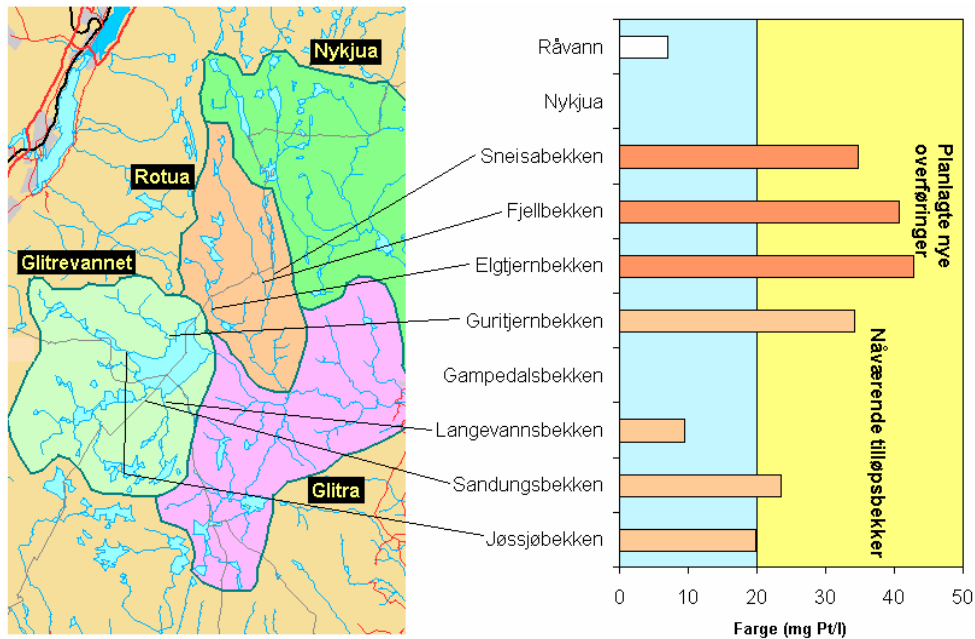 Nykjua
Rotua
Glitrevannet
Glitra
Råvann
Nykjua
Sneisabekken
Fjellbekken
Elgtjernbekken
Guritjernbekken
Gampedalsbekken
Langevannsbekken
Sandungsbekken
Jøssjøbekken
Planlagte nye
overføringer
Nåværende tilløpsbekker
0 10 20 30 40 50
Farge (mg Pt/l)